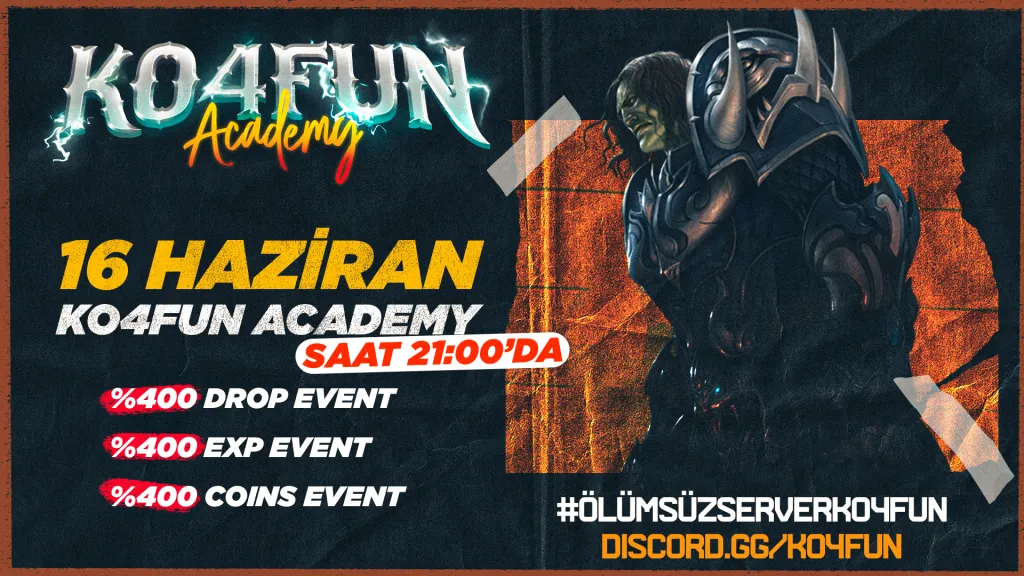 KO4FUN
Academy
16 HAZİRAN
KO4FUN ACADEMY
SAAT 21:00'DA
%400 DROP EVENT
%400 EXP EVENT
%400 COINS EVENT
#ÖLÜMSÜZSERVERKO4FUN
DISCORD.GG/KO4FUN